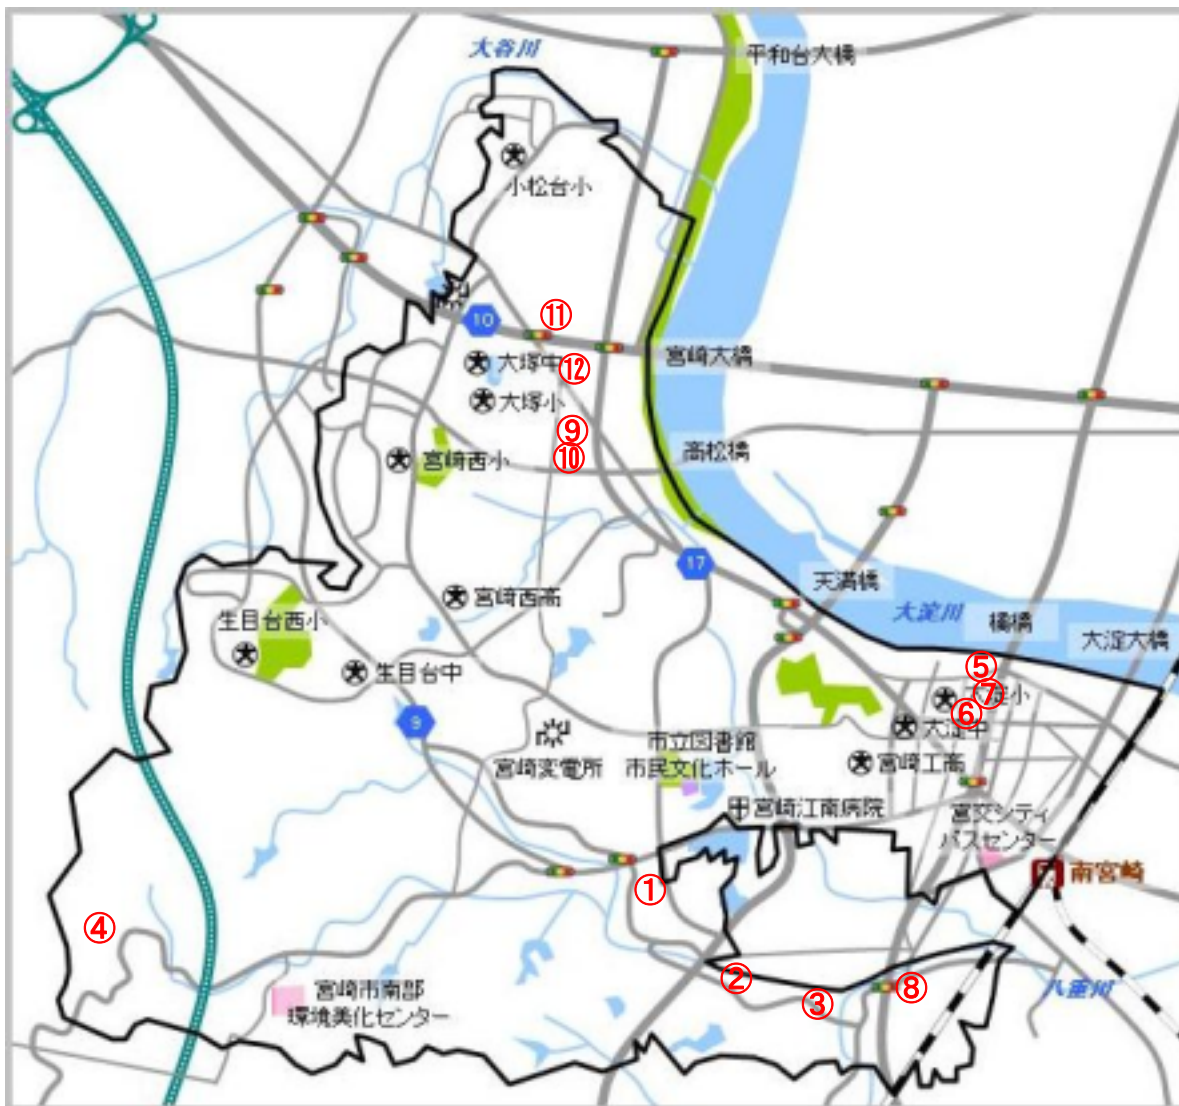 大谷川
平和台大橋
小松台小
⑪
10
大塚中
⑫
宮崎大橋
大塚小
⑨
高松橋
宮崎西小
⑩
17
天満橋
宮崎西高
大淀川
生目台西小
橘橋
大淀大橋
生目台中
⑤
大淀小
⑦
⑥
9
大淀中
市立図書館
市民文化ホール
宮崎変電所
宮崎工高
宮崎江南病院
宮交シティ
バスセンター
南宮崎
①
④
②
③
⑧
八重川
宮崎市南部
環境美化センター